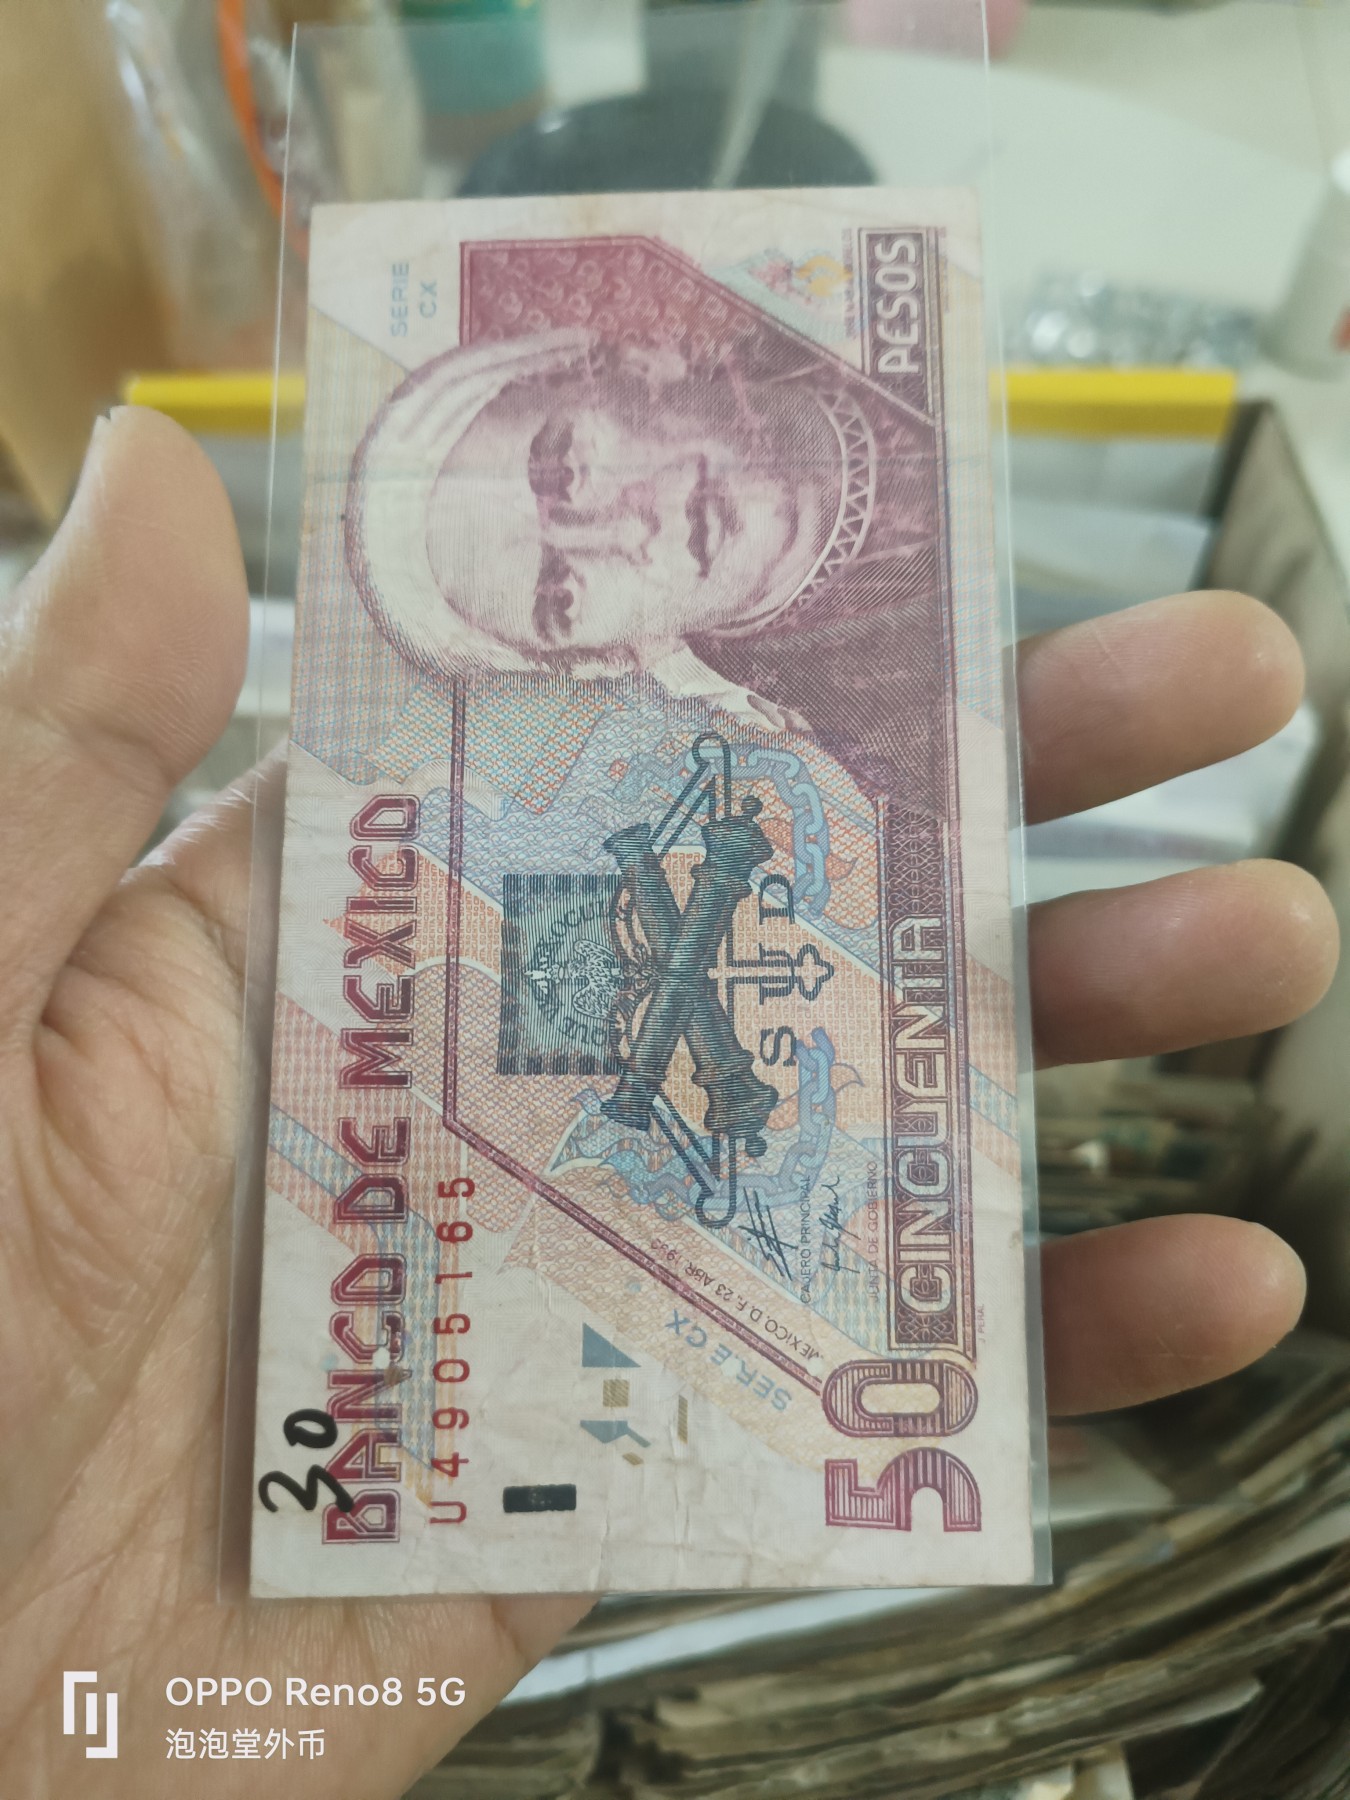 BANCO DE MEXICO
U4905165
30
SERIE
CX
SERIE CX
MEXICO, D. F. 23 ABR. 1993
CAJERO PRINCIPAL
JUNTA DE GOBIERNO
S
U
D
50
CINCUENTA
PESOS
OPPO Reno8 5G
泡泡堂外币